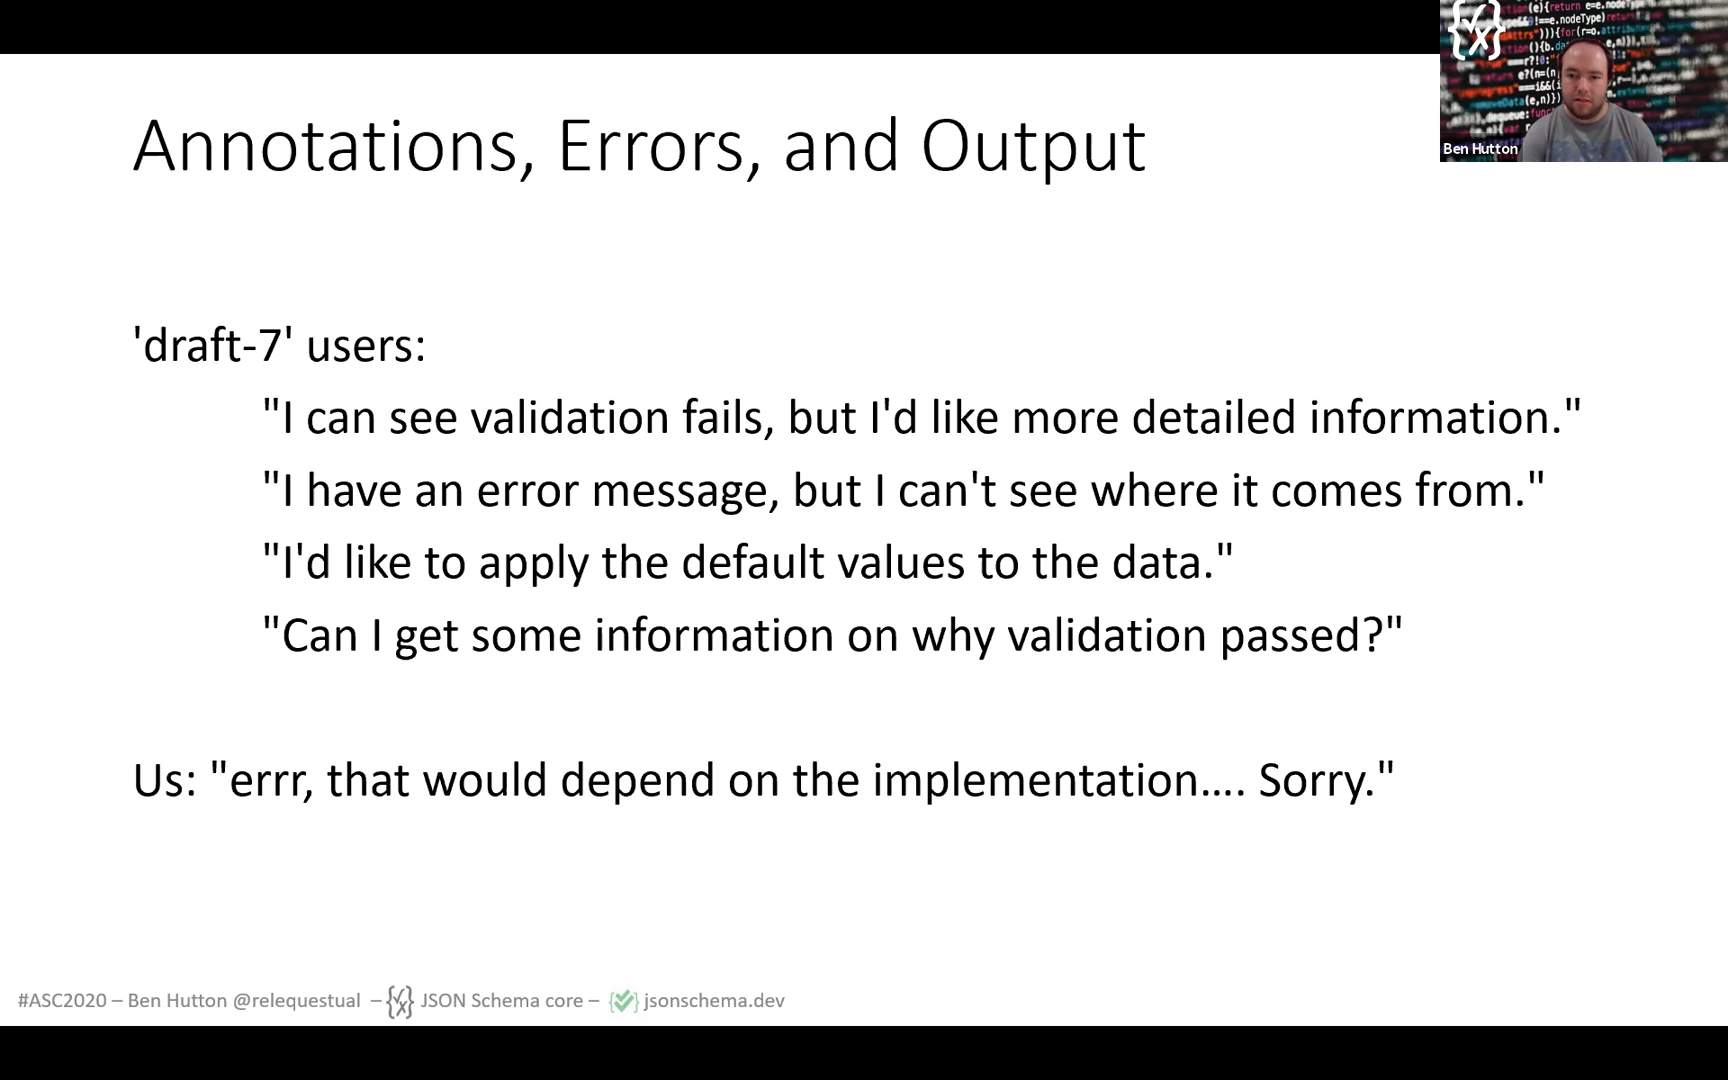 Annotations, Errors, and Output
Ben Hutton
'draft-7' users:
"I can see validation fails, but I'd like more detailed information."
"I have an error message, but I can't see where it comes from."
"I'd like to apply the default values to the data."
"Can I get some information on why validation passed?"
Us: "errr, that would depend on the implementation.... Sorry."
#ASC2020 – Ben Hutton @relequestual – JSON Schema core – jsonschema.dev